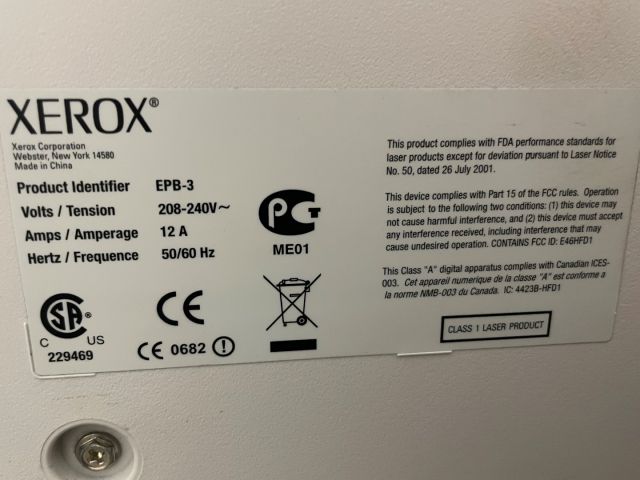 XEROX®
Xerox Corporation
Webster, New York 14580
Made in China
Product Identifier EPB-3
Volts / Tension 208-240V~
Amps / Amperage 12 A
Hertz / Frequency 50/60 Hz
PCT
ME01
SA®
C US
229469
CE
CE 0682 !
This product complies with FDA performance standards for
laser products except for deviation pursuant to Laser Notice
No. 50, dated 26 July 2001.
This device complies with Part 15 of the FCC rules. Operation
is subject to the following two conditions: (1) this device may
not cause harmful interference, and (2) this device must accept
any interference received, including interference that may
cause undesired operation. CONTAINS FCC ID: E46HFD1
This Class "A" digital apparatus complies with Canadian ICES-
003. Cet appareil numerique de la classe "A" est conforme a
la norme NMB-003 du Canada. IC: 4423B-HFD1
CLASS 1 LASER PRODUCT